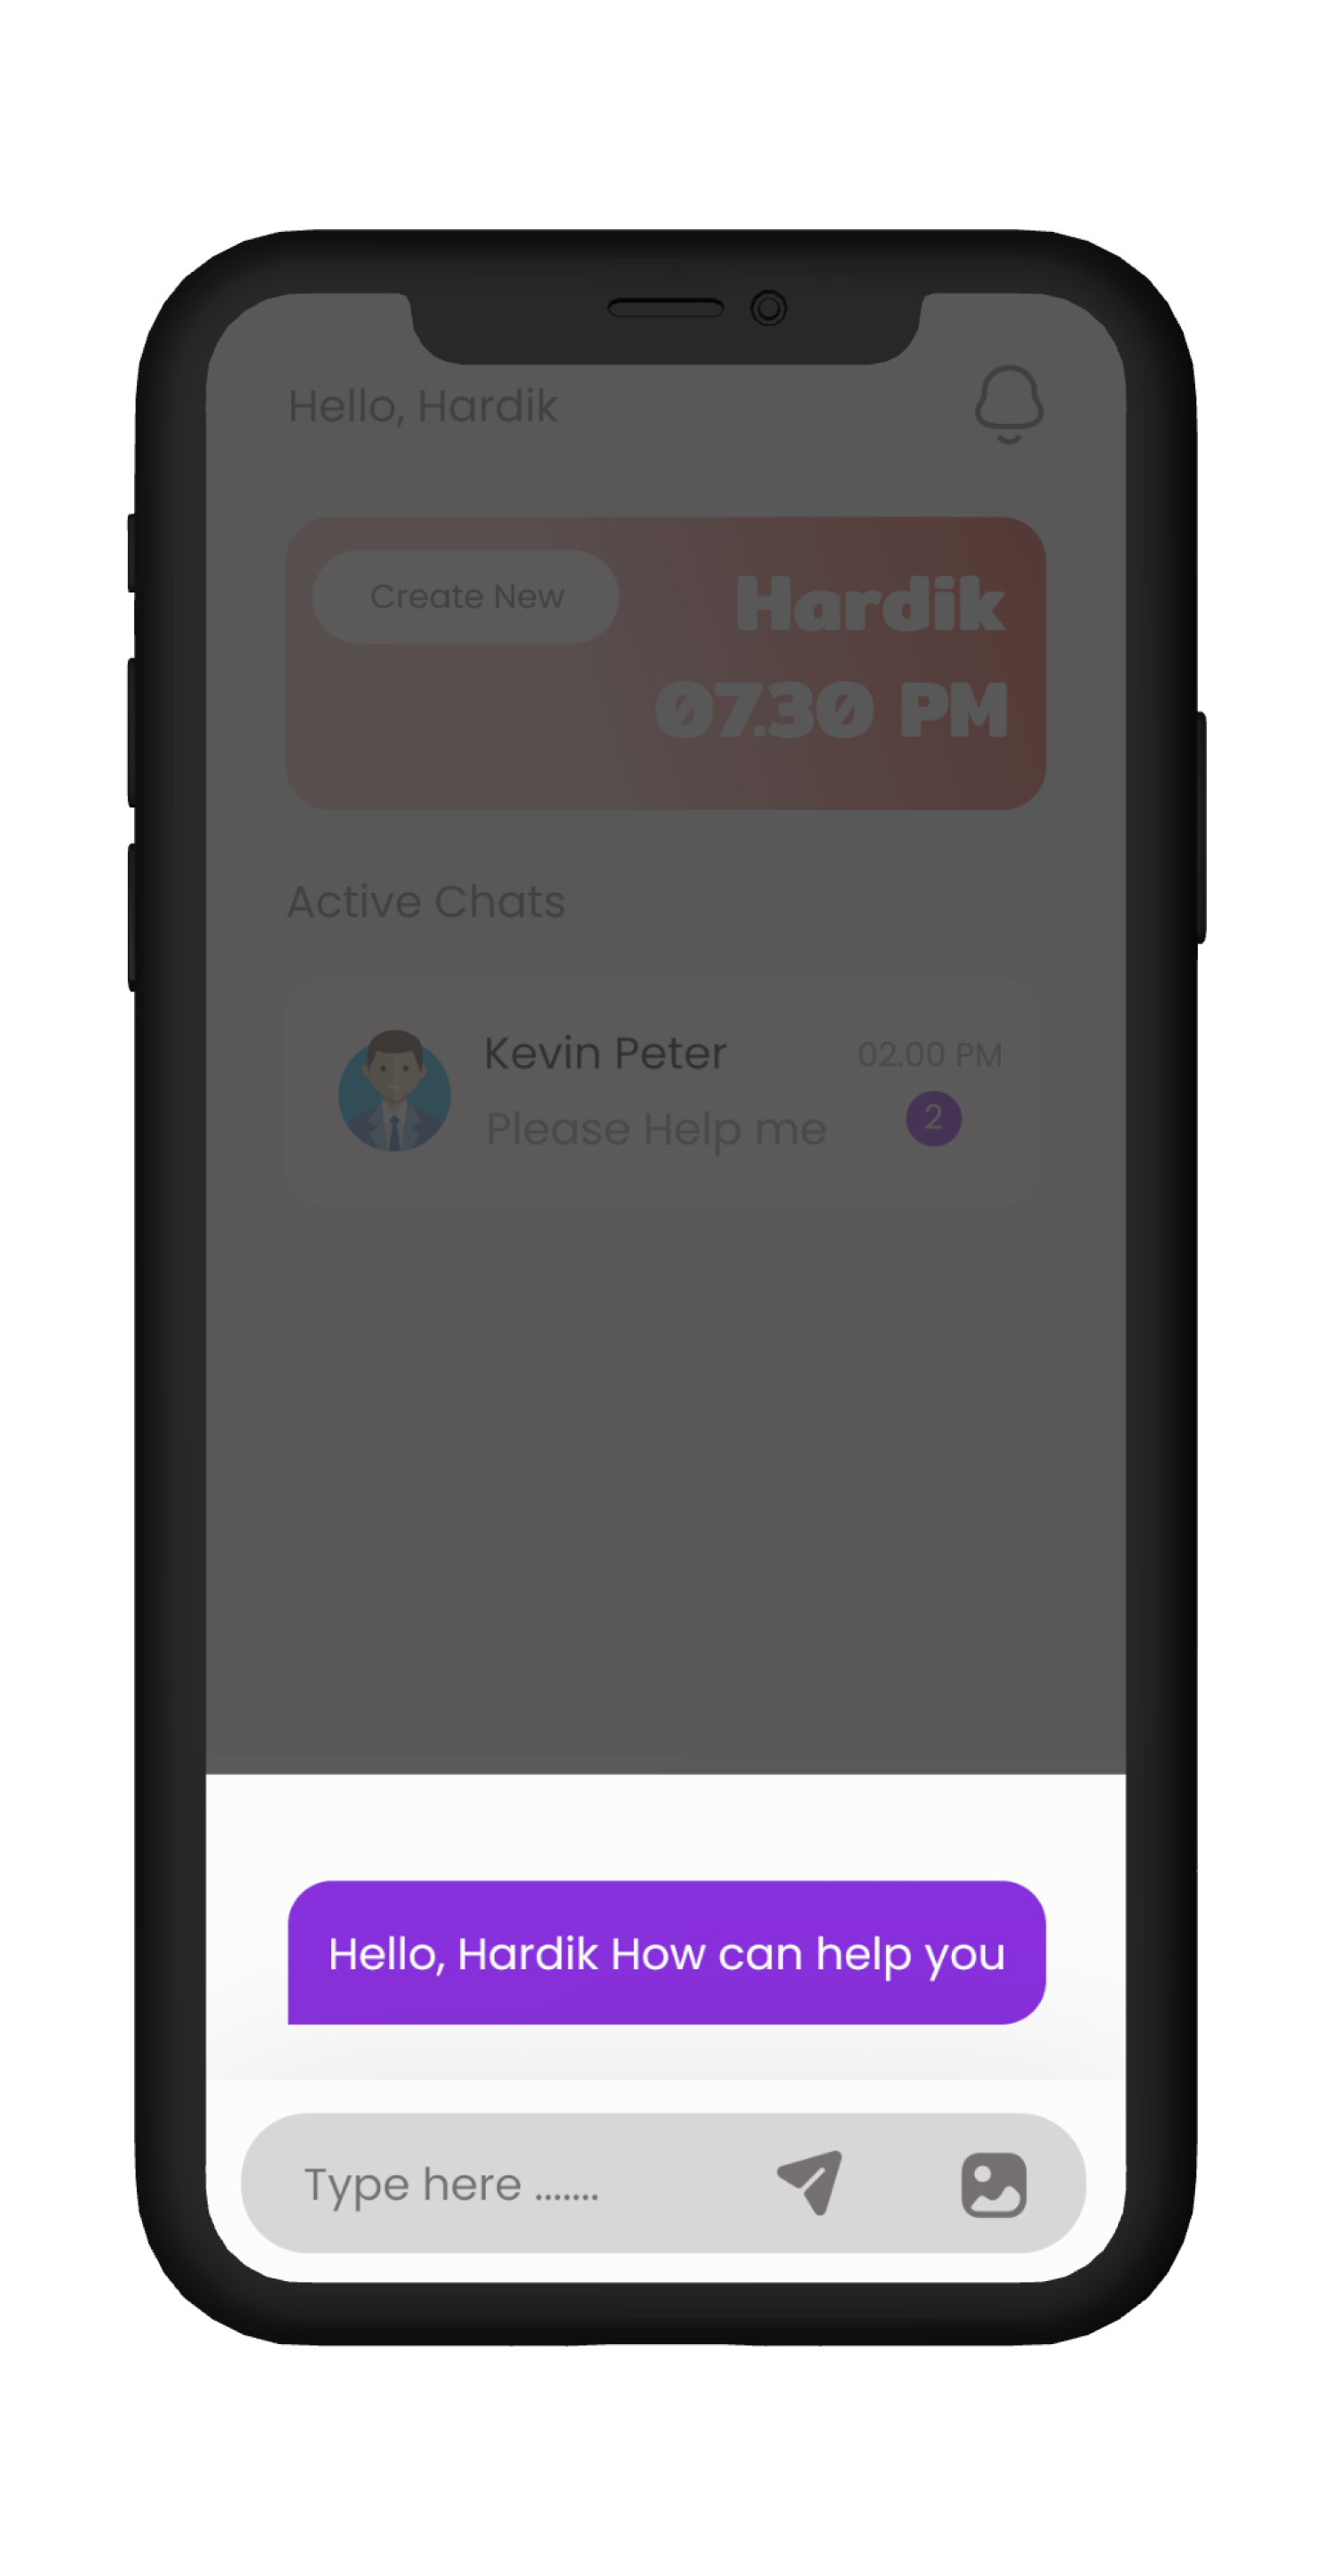 Hello, Hardik
Create New
Hardik
07.30 PM
Active Chats
Kevin Peter
02.00 PM
Please Help me
2
Hello, Hardik How can help you
Type here .......